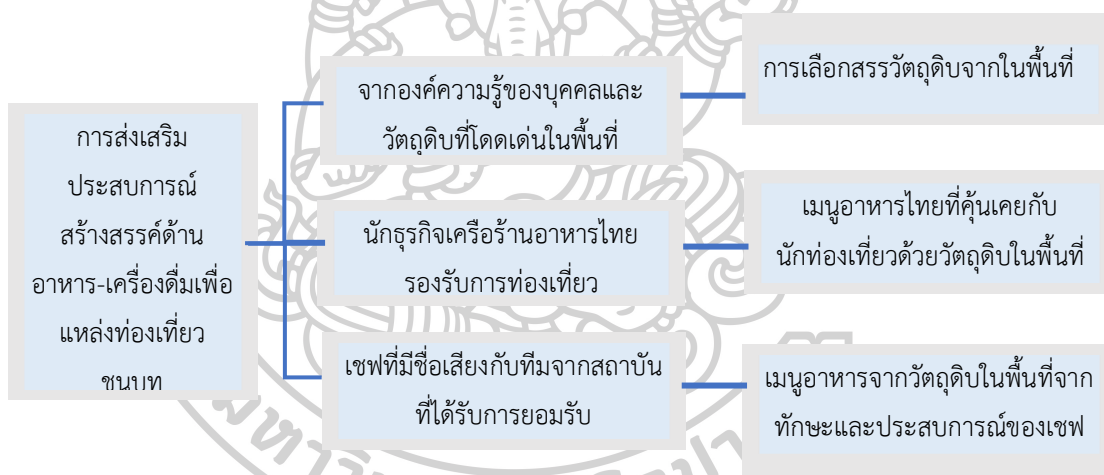 การส่งเสริม
ประสบการณ์
สร้างสรรค์ด้าน
อาหาร-เครื่องดื่มเพื่อ
แหล่งท่องเที่ยว
ชนบท
จากองค์ความรู้ของบุคคลและ
วัตถุดิบที่โดดเด่นในพื้นที่
การเลือกสรรวัตถุดิบจากในพื้นที่
นักธุรกิจเครือร้านอาหารไทย
รองรับการท่องเที่ยว
เมนูอาหารไทยที่คุ้นเคยกับ
นักท่องเที่ยวด้วยวัตถุดิบในพื้นที่
เชฟที่มีชื่อเสียงกับทีมจากสถาบัน
ที่ได้รับการยอมรับ
เมนูอาหารจากวัตถุดิบในพื้นที่จาก
ทักษะและประสบการณ์ของเชฟ